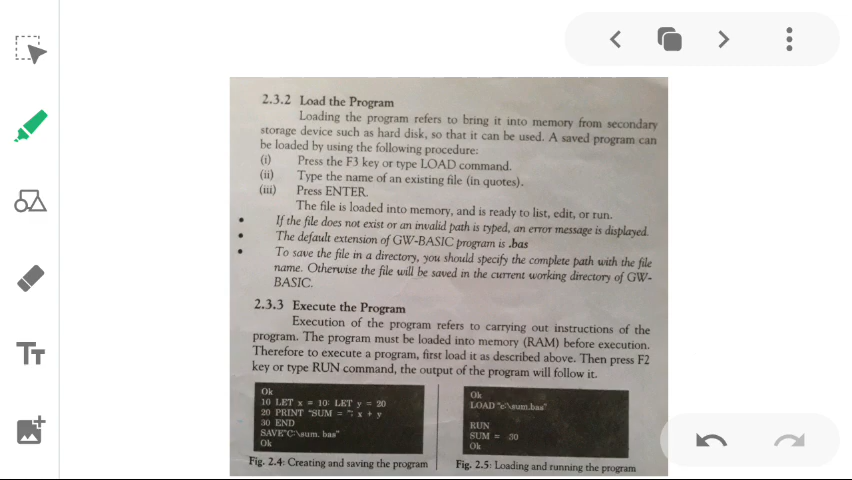 2.3.2 Load the Program
Loading the program refers to bring it into memory from secondary
storage device such as hard disk, so that it can be used. A saved program can
be loaded by using the following procedure:
(i) Press the F3 key or type LOAD command.
(ii) Type the name of an existing file (in quotes).
(iii) Press ENTER.
The file is loaded into memory, and is ready to list, edit, or run.
• If the file does not exist or an invalid path is typed, an error message is displayed.
• The default extension of GW-BASIC program is .bas
• To save the file in a directory, you should specify the complete path with the file
name. Otherwise the file will be saved in the current working directory of GW-
BASIC.
2.3.3 Execute the Program
Execution of the program refers to carrying out instructions of the
program. The program must be loaded into memory (RAM) before execution.
Therefore to execute a program, first load it as described above. Then press F2
key or type RUN command, the output of the program will follow it.
Ok
10 LET x = 10: LET y = 20
20 PRINT "SUM = "; x + y
30 END
SAVE"C:\sum. bas"
Ok
Fig. 2.4: Creating and saving the program
Ok
LOAD "c:\sum.bas"
RUN
SUM = 30
Ok
Fig. 2.5: Loading and running the program
TT